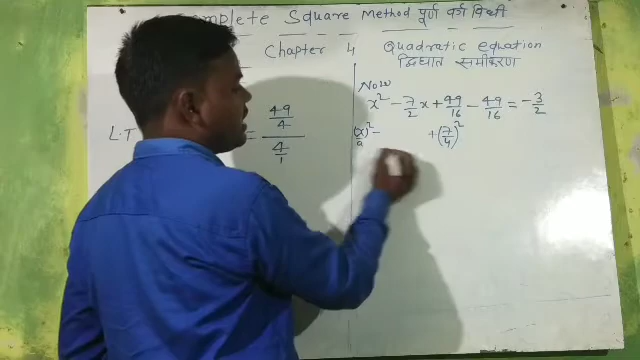 omplete Square Method पूर्ण वर्ग विधी
Chapter 4 Quadratic equation
द्विघात समीकरण
L.T = 49/4 / 4/1
Now
x² - 7/2 x + 49/16 - 49/16 = -3/2
(x)² - + (7/4)²
a